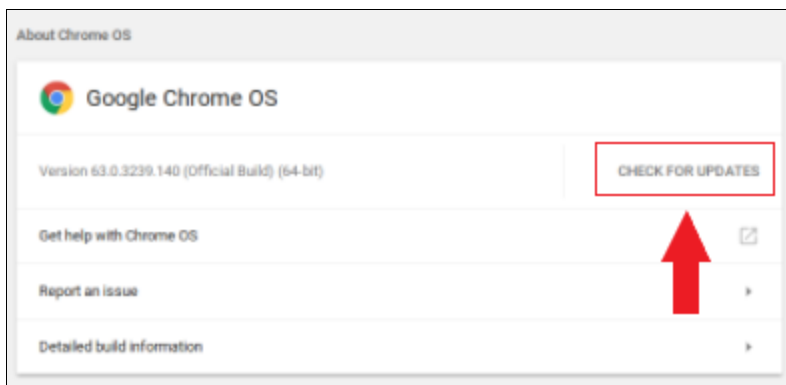 About Chrome OS
Google Chrome OS
Version 63.0.3239.140 (Official Build) (64-bit)
CHECK FOR UPDATES
Get help with Chrome OS
Report an issue
Detailed build information